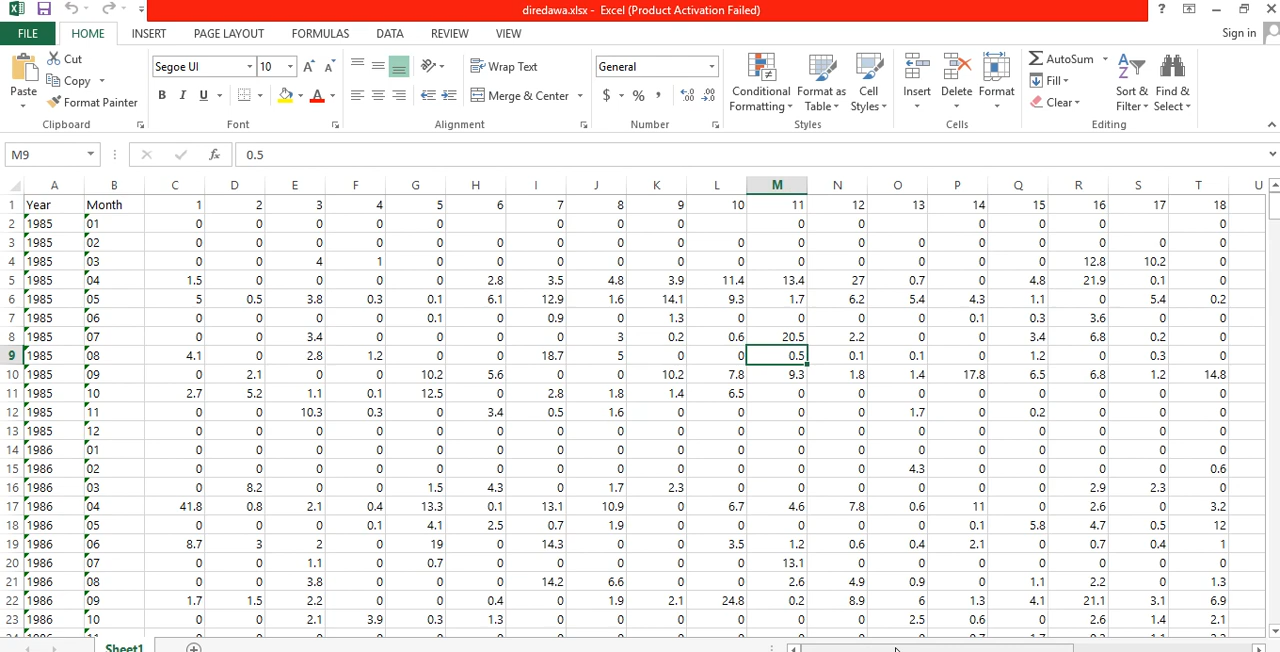 diredawa.xlsx - Excel (Product Activation Failed)
FILE HOME INSERT PAGE LAYOUT FORMULAS DATA REVIEW VIEW Sign in
Paste Cut Copy Format Painter Clipboard
Segoe UI 10 B I U A Font
Wrap Text Merge & Center Alignment
General $ % , Number
Conditional Formatting Format as Table Cell Styles Styles
Insert Delete Format Cells
AutoSum Fill Clear Sort & Filter Find & Select Editing
M9 fx 0.5
A B C D E F G H I J K L M N O P Q R S T U
1 Year Month 1 2 3 4 5 6 7 8 9 10 11 12 13 14 15 16 17 18
2 1985 01 0 0 0 0 0 0 0 0 0 0 0 0 0
3 1985 02 0 0 0 0 0 0 0 0 0 0 0 0 0 0 0 0 0 0
4 1985 03 0 0 4 1 0 0 0 0 0 0 0 0 0 0 0 12.8 10.2 0
5 1985 04 1.5 0 0 0 0 2.8 3.5 4.8 3.9 11.4 13.4 27 0.7 0 4.8 21.9 0.1 0
6 1985 05 5 0.5 3.8 0.3 0.1 6.1 12.9 1.6 14.1 9.3 1.7 6.2 5.4 4.3 1.1 0 5.4 0.2
7 1985 06 0 0 0 0 0.1 0 0.9 0 1.3 0 0 0 0 0.1 0.3 3.6 0 0
8 1985 07 0 0 3.4 0 0 0 0 3 0.2 0.6 20.5 2.2 0 0 3.4 6.8 0.2 0
9 1985 08 4.1 0 2.8 1.2 0 0 18.7 5 0 0 0.5 0.1 0.1 0 1.2 0 0.3 0
10 1985 09 0 2.1 0 0 10.2 5.6 0 0 10.2 7.8 9.3 1.8 1.4 17.8 6.5 6.8 1.2 14.8
11 1985 10 2.7 5.2 1.1 0.1 12.5 0 2.8 1.8 1.4 6.5 0 0 0 0 0 0 0 0
12 1985 11 0 0 10.3 0.3 0 3.4 0.5 1.6 0 0 0 0 1.7 0 0.2 0 0 0
13 1985 12 0 0 0 0 0 0 0 0 0 0 0 0 0 0 0 0 0 0
14 1986 01 0 0 0 0 0 0 0 0 0 0 0 0 0 0 0 0 0 0
15 1986 02 0 0 0 0 0 0 0 0 0 0 0 0 4.3 0 0 0 0 0.6
16 1986 03 0 8.2 0 0 1.5 4.3 0 1.7 2.3 0 0 0 0 0 0 2.9 2.3 0
17 1986 04 41.8 0.8 2.1 0.4 13.3 0.1 13.1 10.9 0 6.7 4.6 7.8 0.6 11 0 2.6 0 3.2
18 1986 05 0 0 0 0.1 4.1 2.5 0.7 1.9 0 0 0 0 0 0.1 5.8 4.7 0.5 12
19 1986 06 8.7 3 2 0 19 0 14.3 0 0 3.5 1.2 0.6 0.4 2.1 0 0.7 0.4 1
20 1986 07 0 0 1.1 0 0.7 0 0 0 0 0 13.1 0 0 0 0 0 0 0
21 1986 08 0 0 3.8 0 0 0 14.2 6.6 0 0 2.6 4.9 0.9 0 1.1 2.2 0 1.3
22 1986 09 1.7 1.5 2.2 0 0 0.4 0 1.9 2.1 24.8 0.2 8.9 6 1.3 4.1 21.1 3.1 6.9
23 1986 10 0 0 2.1 3.9 0.3 1.3 0 0 0 0 0 0 2.5 0.6 0 2.6 1.4 2.1
Sheet1